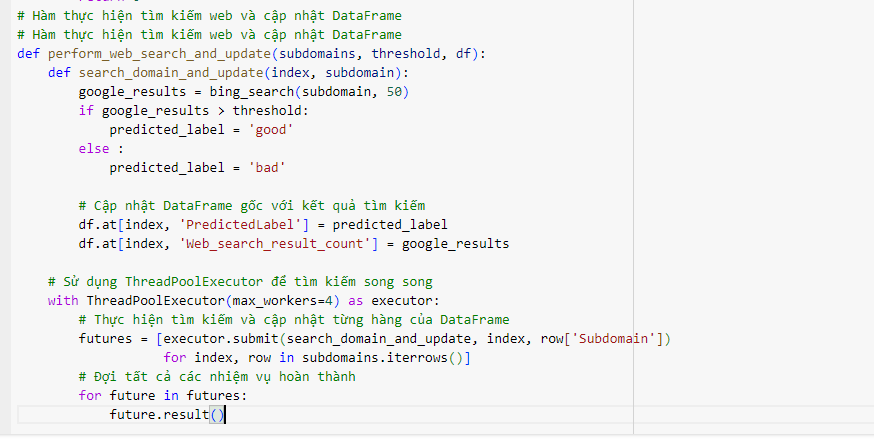 # Hàm thực hiện tìm kiếm web và cập nhật DataFrame
# Hàm thực hiện tìm kiếm web và cập nhật DataFrame
def perform_web_search_and_update(subdomains, threshold, df):
    def search_domain_and_update(index, subdomain):
        google_results = bing_search(subdomain, 50)
        if google_results > threshold:
            predicted_label = 'good'
        else :
            predicted_label = 'bad'

        # Cập nhật DataFrame gốc với kết quả tìm kiếm
        df.at[index, 'PredictedLabel'] = predicted_label
        df.at[index, 'Web_search_result_count'] = google_results

    # Sử dụng ThreadPoolExecutor để tìm kiếm song song
    with ThreadPoolExecutor(max_workers=4) as executor:
        # Thực hiện tìm kiếm và cập nhật từng hàng của DataFrame
        futures = [executor.submit(search_domain_and_update, index, row['Subdomain'])
                   for index, row in subdomains.iterrows()]
        # Đợi tất cả các nhiệm vụ hoàn thành
        for future in futures:
            future.result()